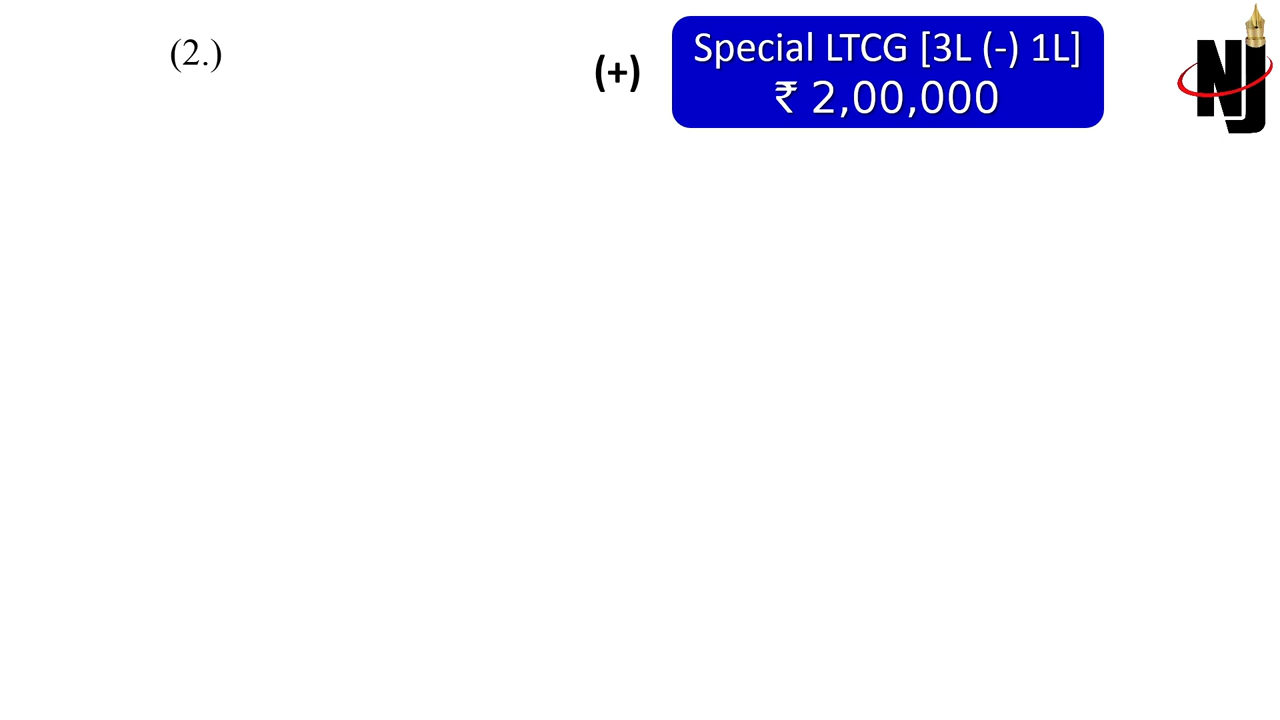 (2.)
(+)
Special LTCG [3L (-) 1L]
₹ 2,00,000
NJ